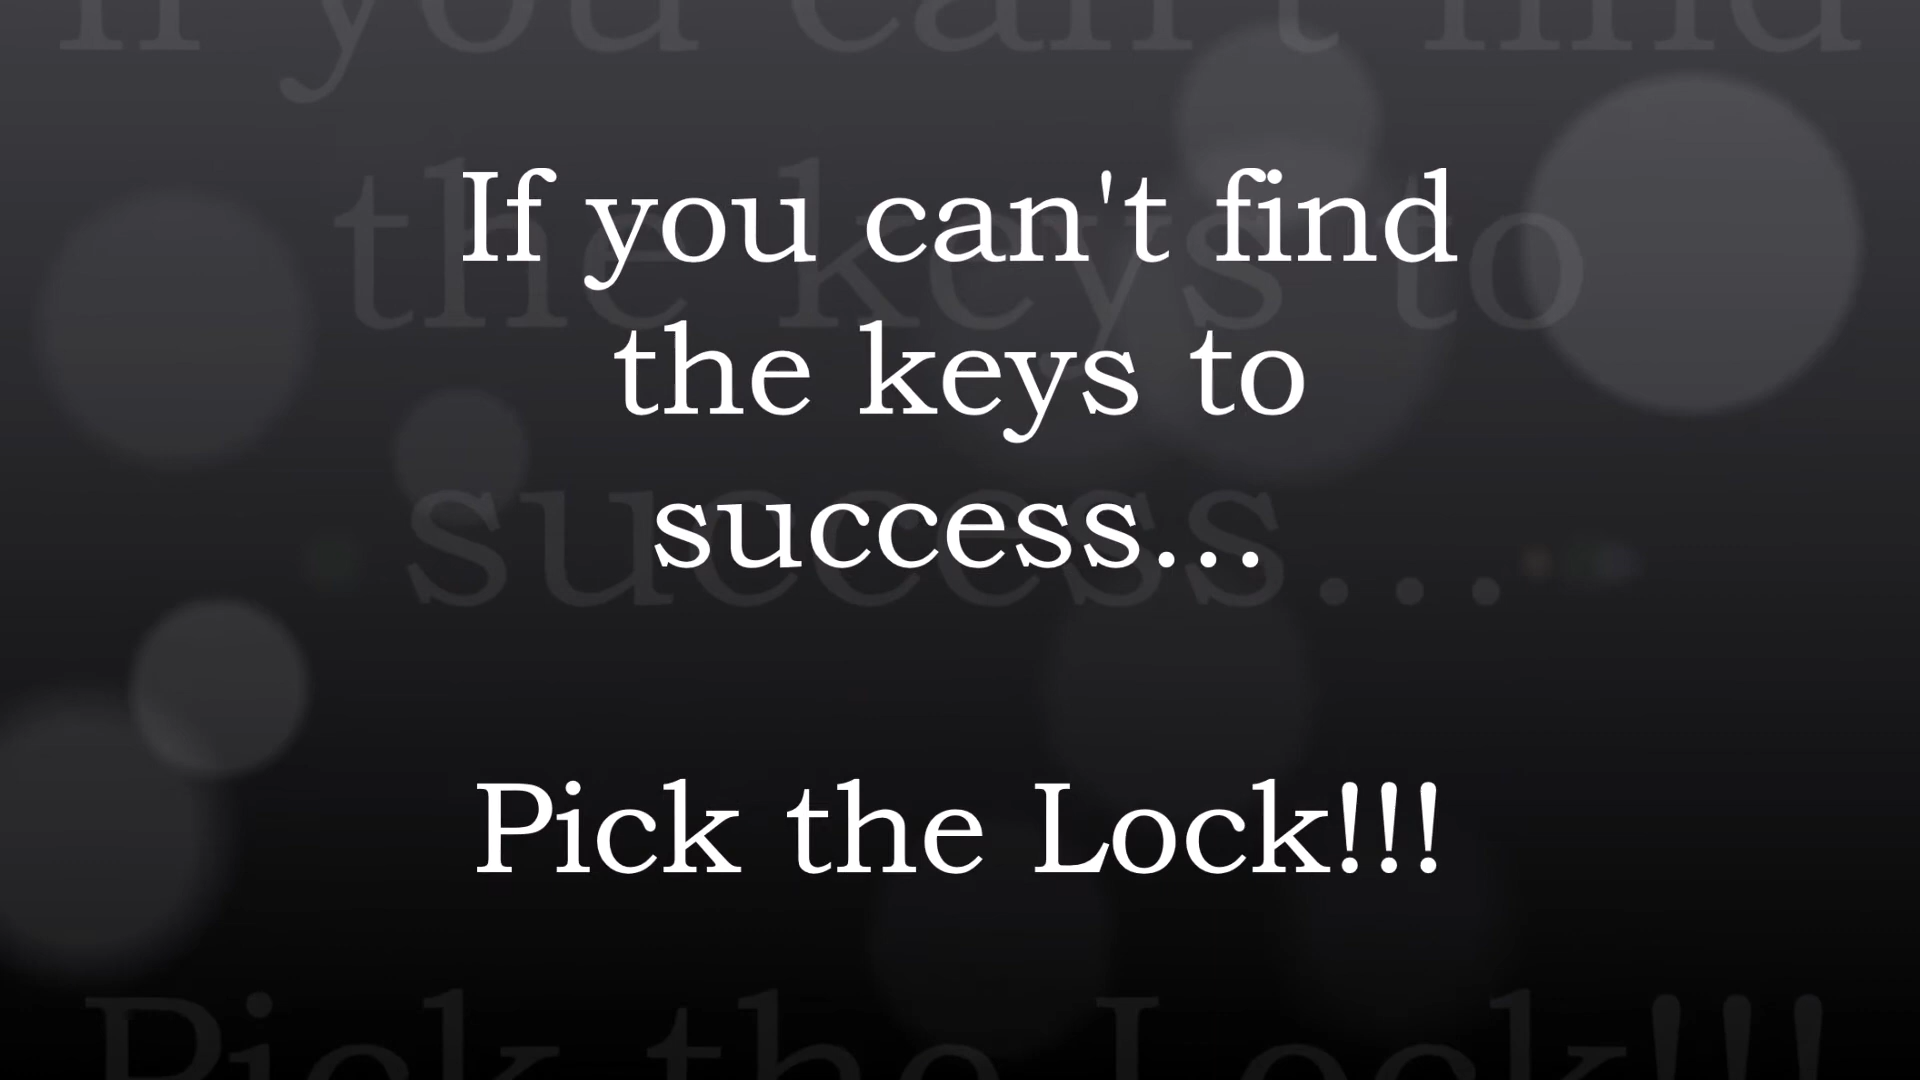 If you can't find
the keys to
success...
Pick the Lock!!!